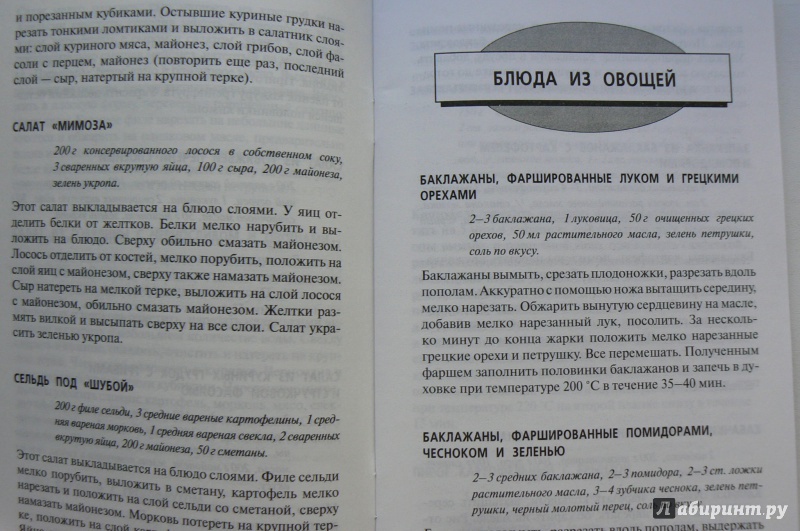 и порезанным кубиками. Остывшие куриные грудки на-
резать тонкими ломтиками и выложить в салатник сло-
ями: слой куриного мяса, майонез, слой грибов, слой фа-
соли с перцем, майонез (повторить еще раз, последний
слой — сыр, натертый на крупной терке).
САЛАТ «МИМОЗА»
200 г консервированного лосося в собственном соку,
3 сваренных вкрутую яйца, 100 г сыра, 200 г майонеза,
зелень укропа.
Этот салат выкладывается на блюдо слоями. У яиц от-
делить белки от желтков. Белки мелко нарубить и вы-
ложить на блюдо. Сверху обильно смазать майонезом.
Лосось отделить от костей, мелко порубить, положить на
слой яиц с майонезом, сверху также намазать майонезом.
Сыр натереть на мелкой терке, выложить на слой лосося
с майонезом, обильно смазать майонезом. Желтки раз-
мять вилкой и высыпать сверху на все слои. Салат укра-
сить зеленью укропа.
СЕЛЬДЬ ПОД «ШУБОЙ»
200 г филе сельди, 3 средние вареные картофелины, 1 сред-
няя вареная морковь, 1 средняя вареная свекла, 2 сваренных
вкрутую яйца, 200 г майонеза, 50 г сметаны.
Этот салат выкладывается на блюдо слоями. Филе сельди
мелко порубить, выложить в сметану, картофель мелко
нарезать и положить на слой сельди со сметаной, сверху
намазать майонезом. Морковь потереть на крупной тер-
ке, положить на слой
БЛЮДА ИЗ ОВОЩЕЙ
БАКЛАЖАНЫ, ФАРШИРОВАННЫЕ ЛУКОМ И ГРЕЦКИМИ
ОРЕХАМИ
2–3 баклажана, 1 луковица, 50 г очищенных грецких
орехов, 50 мл растительного масла, зелень петрушки,
соль по вкусу.
Баклажаны вымыть, срезать плодоножки, разрезать вдоль
пополам. Аккуратно с помощью ножа вытащить середину,
мелко нарезать. Обжарить вынутую сердцевину на масле,
добавив мелко нарезанный лук, посолить. За несколь-
ко минут до конца жарки положить мелко нарезанные
грецкие орехи и петрушку. Все перемешать. Полученным
фаршем заполнить половинки баклажанов и запечь в ду-
ховке при температуре 200 °C в течение 35–40 мин.
БАКЛАЖАНЫ, ФАРШИРОВАННЫЕ ПОМИДОРАМИ,
ЧЕСНОКОМ И ЗЕЛЕНЬЮ
2–3 средних баклажана, 2–3 помидора, 2–3 ст. ложки
растительного масла, 3–4 зубчика чеснока, зелень пет-
рушки, черный молотый перец, соль
Лабиринт.ру